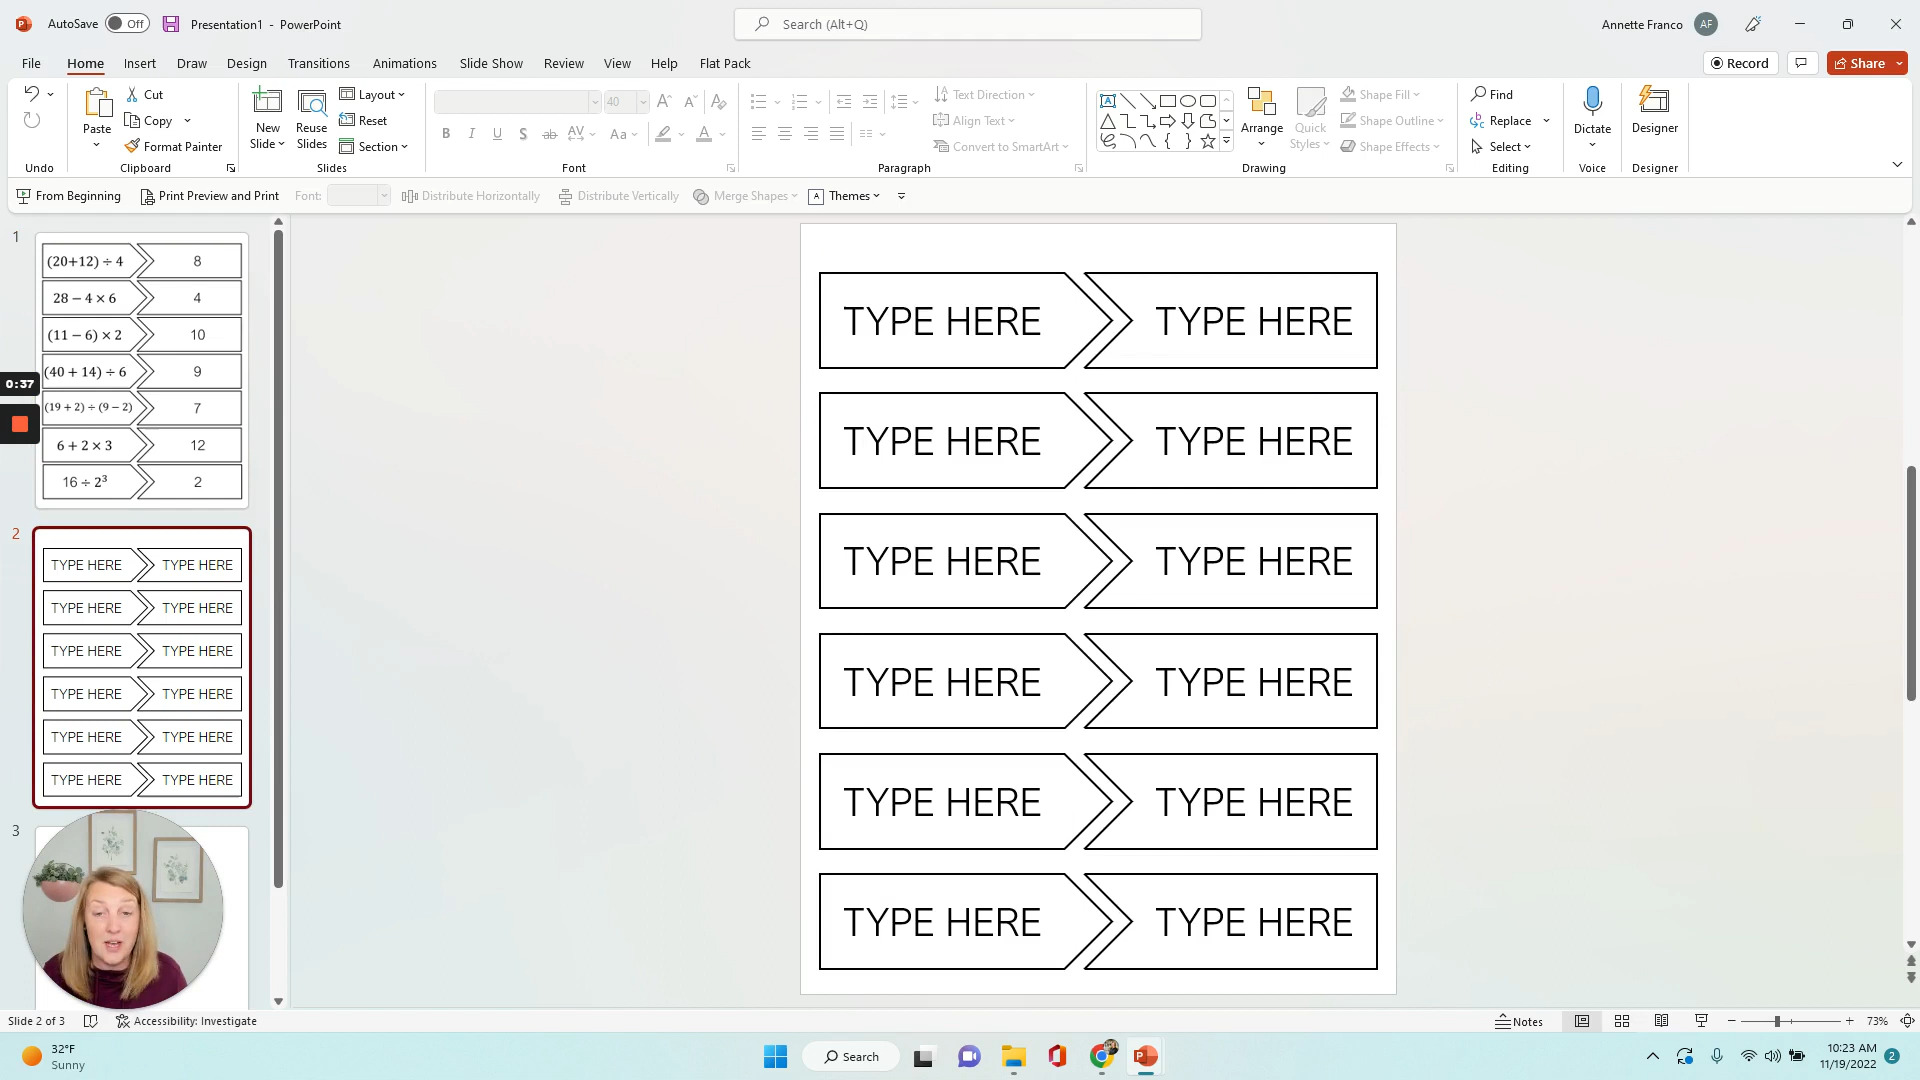 AutoSave Off Presentation1 - PowerPoint Search (Alt+Q) Annette Franco AF
File Home Insert Draw Design Transitions Animations Slide Show Review View Help Flat Pack Record Share
Cut
Copy
Format Painter
Paste
Undo
Clipboard
New Slide
Reuse Slides
Layout
Reset
Section
Slides
40
B I U S ab AV Aa A
Font
Text Direction
Align Text
Convert to SmartArt
Paragraph
Arrange
Quick Styles
Shape Fill
Shape Outline
Shape Effects
Drawing
Find
Replace
Select
Editing
Dictate
Voice
Designer
Designer
From Beginning Print Preview and Print Font: Distribute Horizontally Distribute Vertically Merge Shapes Themes
1
(20+12) ÷ 4 8
28 − 4 × 6 4
(11 − 6) × 2 10
(40 + 14) ÷ 6 9
(19 + 2) ÷ (9 − 2) 7
6 + 2 × 3 12
16 ÷ 2³ 2
0:37
2
TYPE HERE TYPE HERE
TYPE HERE TYPE HERE
TYPE HERE TYPE HERE
TYPE HERE TYPE HERE
TYPE HERE TYPE HERE
TYPE HERE TYPE HERE
3
TYPE HERE TYPE HERE
TYPE HERE TYPE HERE
TYPE HERE TYPE HERE
TYPE HERE TYPE HERE
TYPE HERE TYPE HERE
TYPE HERE TYPE HERE
Slide 2 of 3 Accessibility: Investigate Notes 73%
32°F
Sunny
Search
10:23 AM
11/19/2022
2